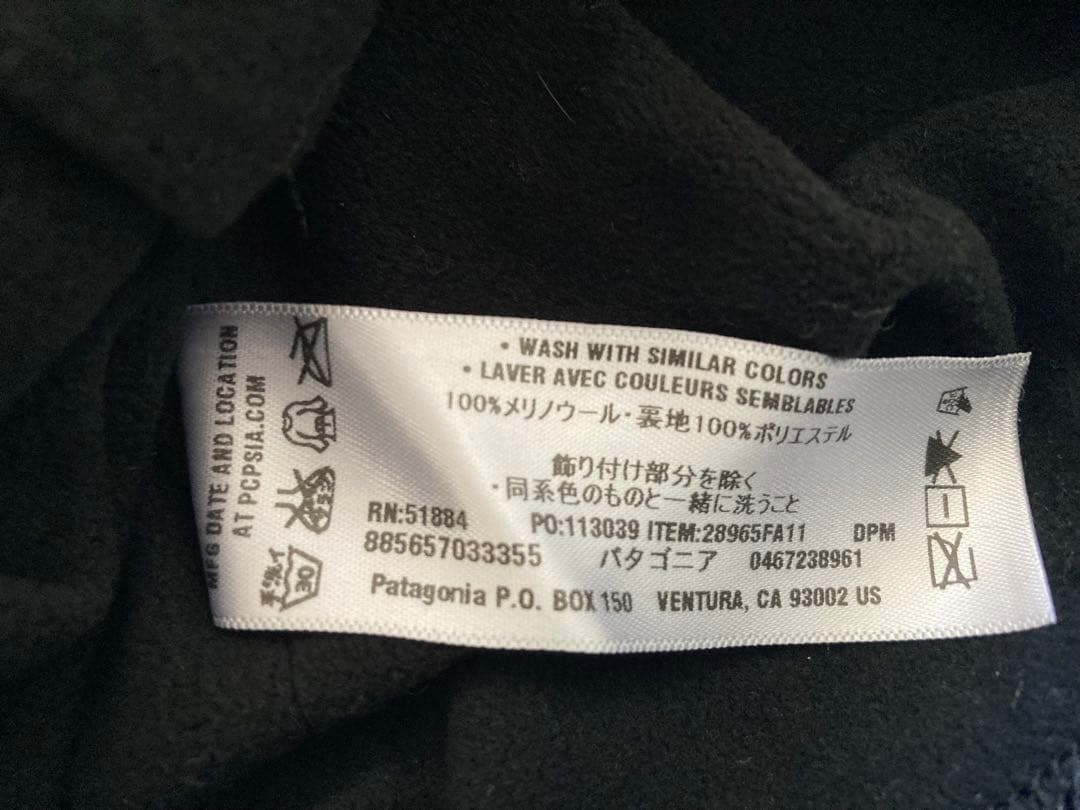 MFG DATE AND LOCATION
AT PCPSIA.COM
• WASH WITH SIMILAR COLORS
• LAVER AVEC COULEURS SEMBLABLES
100%メリノウール・裏地100%ポリエステル
飾り付け部分を除く
・同系色のものと一緒に洗うこと
RN:51884 PO:113039 ITEM:28965FA11 DPM
885657033355 パタゴニア 0467238961
Patagonia P.O. BOX 150 VENTURA, CA 93002 US
手洗イ
30